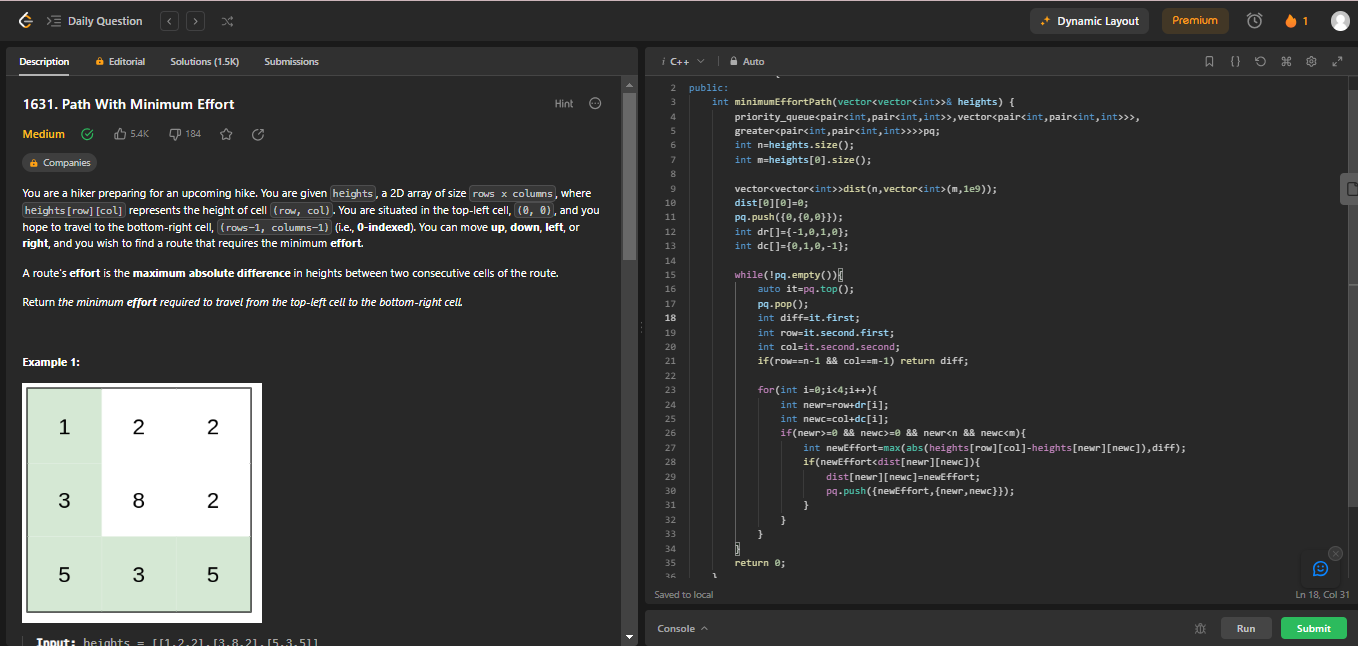 Daily Question
Dynamic Layout
Premium
1
Description
Editorial
Solutions (1.5K)
Submissions
1631. Path With Minimum Effort
Hint
Medium
5.4K
184
Companies
You are a hiker preparing for an upcoming hike. You are given heights, a 2D array of size rows x columns, where
heights[row][col] represents the height of cell (row, col). You are situated in the top-left cell, (0, 0), and you
hope to travel to the bottom-right cell, (rows-1, columns-1) (i.e., 0-indexed). You can move up, down, left, or
right, and you wish to find a route that requires the minimum effort.
A route's effort is the maximum absolute difference in heights between two consecutive cells of the route.
Return the minimum effort required to travel from the top-left cell to the bottom-right cell.
Example 1:
1 2 2
3 8 2
5 3 5
Input: heights = [[1,2,2],[3,8,2],[5,3,5]]
i C++
Auto
2 public:
3 int minimumEffortPath(vector<vector<int>>& heights) {
4 priority_queue<pair<int,pair<int,int>>,vector<pair<int,pair<int,int>>>,
5 greater<pair<int,pair<int,int>>>>pq;
6 int n=heights.size();
7 int m=heights[0].size();
8
9 vector<vector<int>>dist(n,vector<int>(m,1e9));
10 dist[0][0]=0;
11 pq.push({0,{0,0}});
12 int dr[]={-1,0,1,0};
13 int dc[]={0,1,0,-1};
14
15 while(!pq.empty()){
16 auto it=pq.top();
17 pq.pop();
18 int diff=it.first;
19 int row=it.second.first;
20 int col=it.second.second;
21 if(row==n-1 && col==m-1) return diff;
22
23 for(int i=0;i<4;i++){
24 int newr=row+dr[i];
25 int newc=col+dc[i];
26 if(newr>=0 && newc>=0 && newr<n && newc<m){
27 int newEffort=max(abs(heights[row][col]-heights[newr][newc]),diff);
28 if(newEffort<dist[newr][newc]){
29 dist[newr][newc]=newEffort;
30 pq.push({newEffort,{newr,newc}});
31 }
32 }
33 }
34 }
35 return 0;
36 }
Saved to local
Ln 18, Col 31
Console
Run
Submit